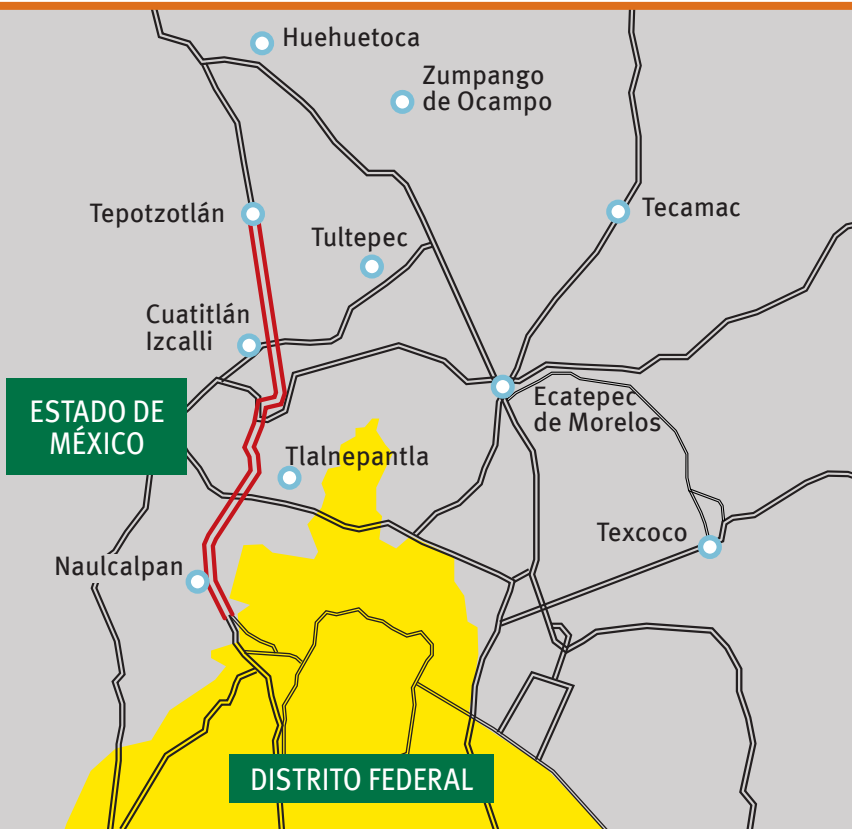 Huehuetoca
Zumpango
de Ocampo
Tepotzotlán
Tecamac
Tultepec
Cuatitlán
Izcalli
Ecatepec
de Morelos
ESTADO DE
MÉXICO
Tlalnepantla
Texcoco
Naulcalpan
DISTRITO FEDERAL